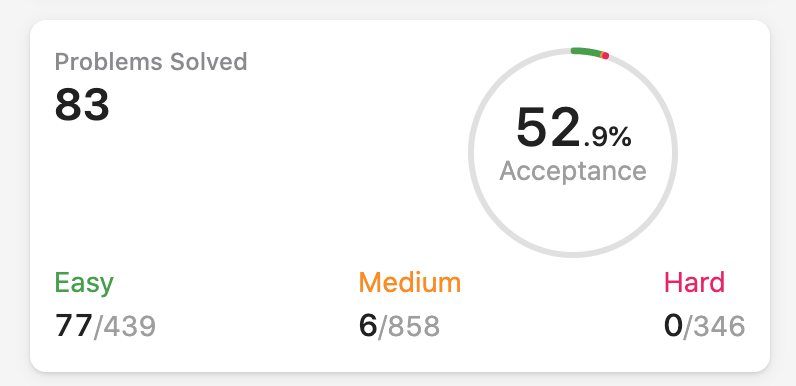 Problems Solved
83
52.9%
Acceptance
Easy
77/439
Medium
6/858
Hard
0/346